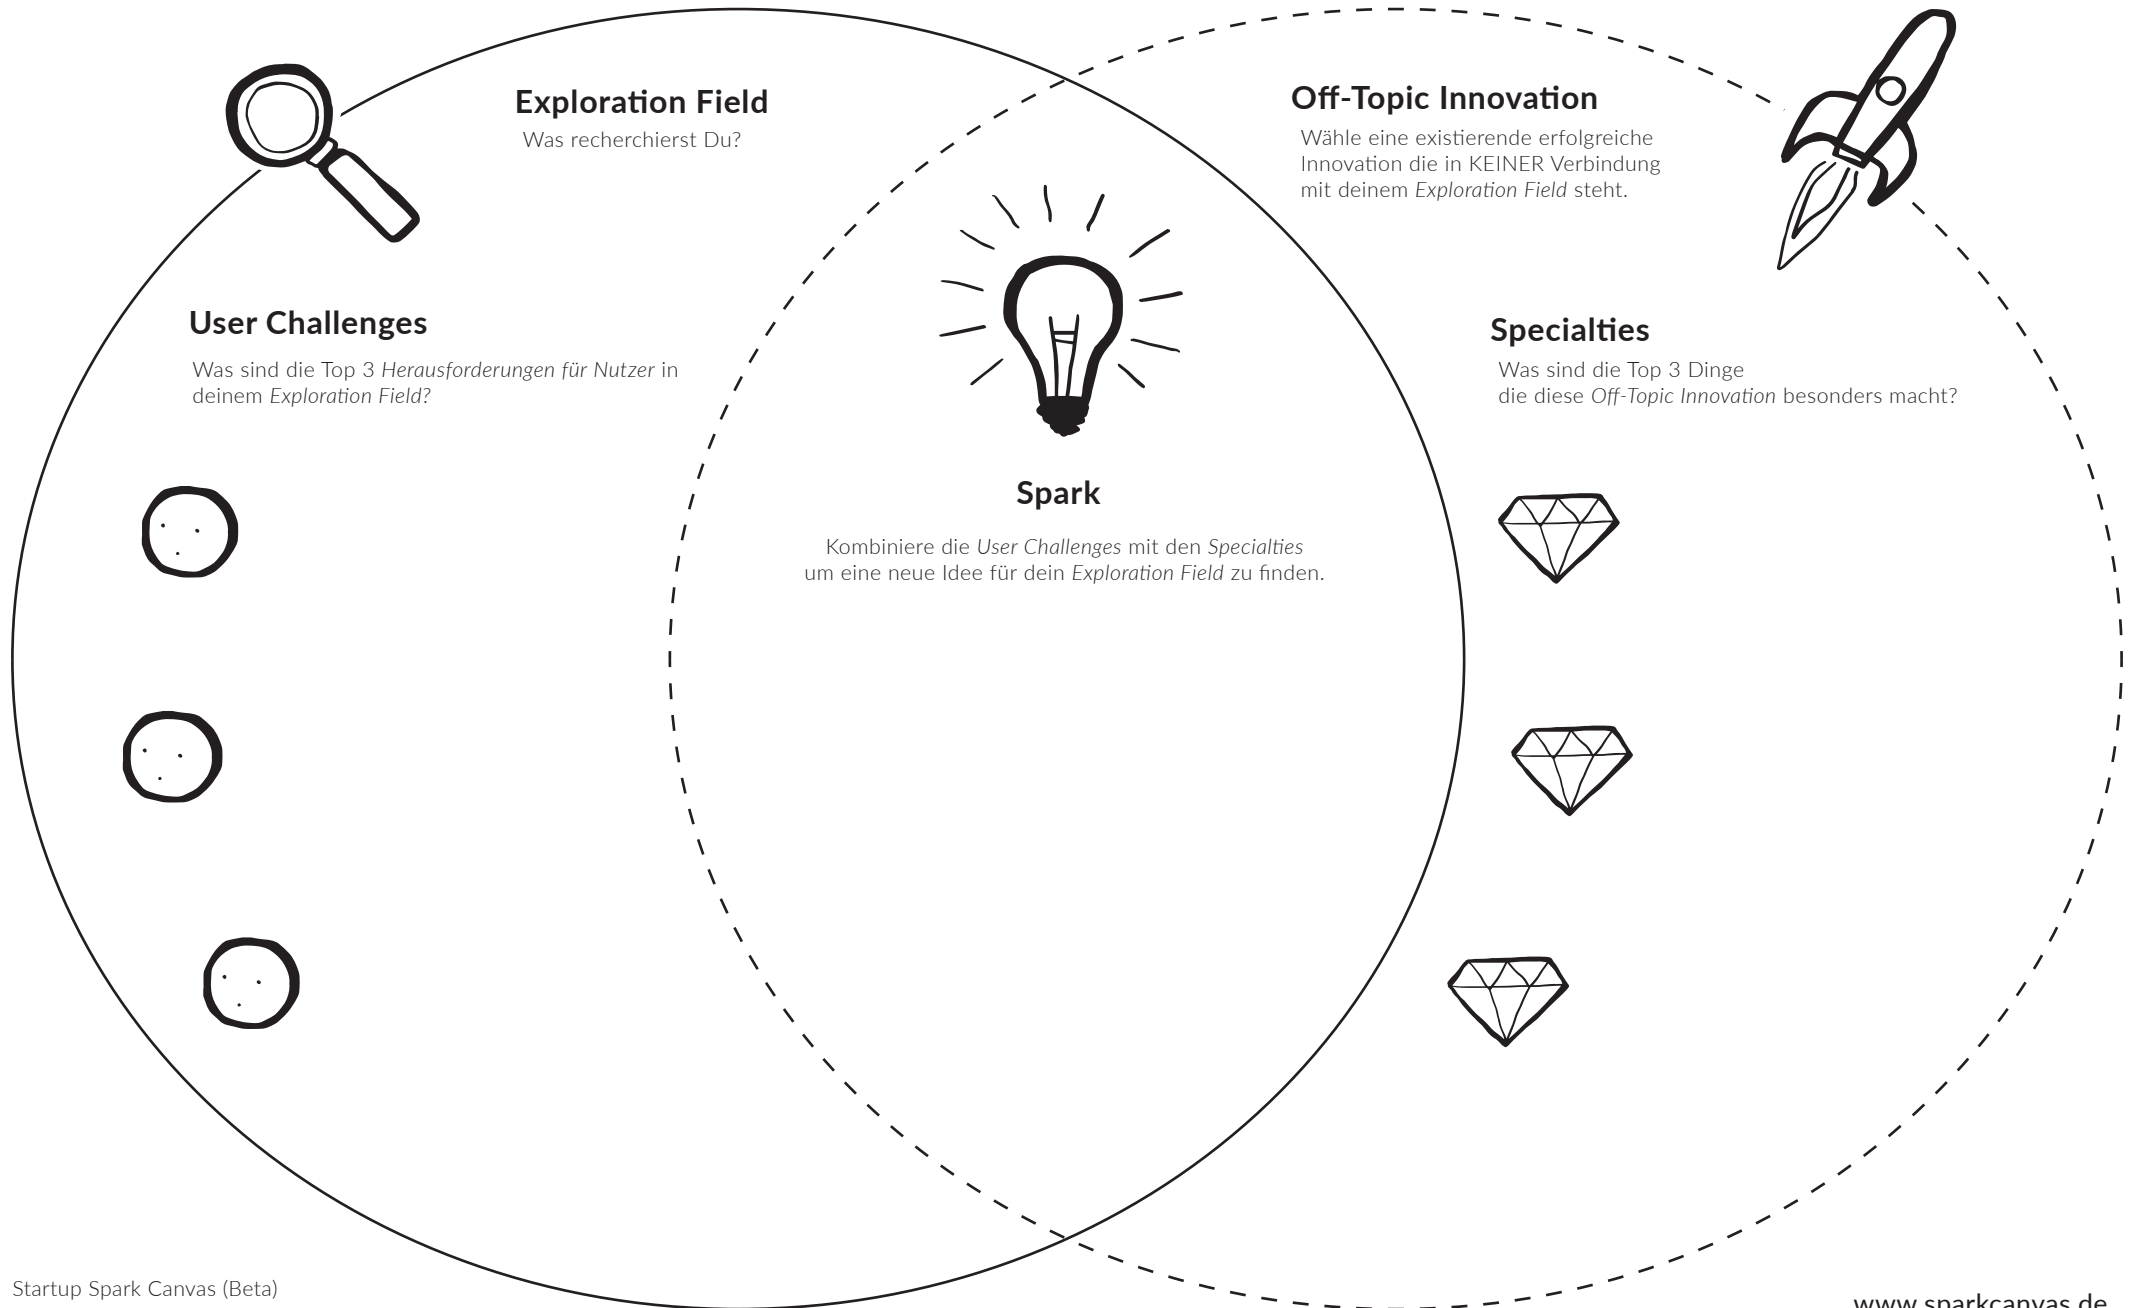 Exploration Field
Was recherchierst Du?
Off-Topic Innovation
Wähle eine existierende erfolgreiche
Innovation die in KEINER Verbindung
mit deinem Exploration Field steht.
User Challenges
Was sind die Top 3 Herausforderungen für Nutzer in
deinem Exploration Field?
Specialties
Was sind die Top 3 Dinge
die diese Off-Topic Innovation besonders macht?
Spark
Kombiniere die User Challenges mit den Specialties
um eine neue Idee für dein Exploration Field zu finden.
Startup Spark Canvas (Beta)
www.sparkcanvas.de